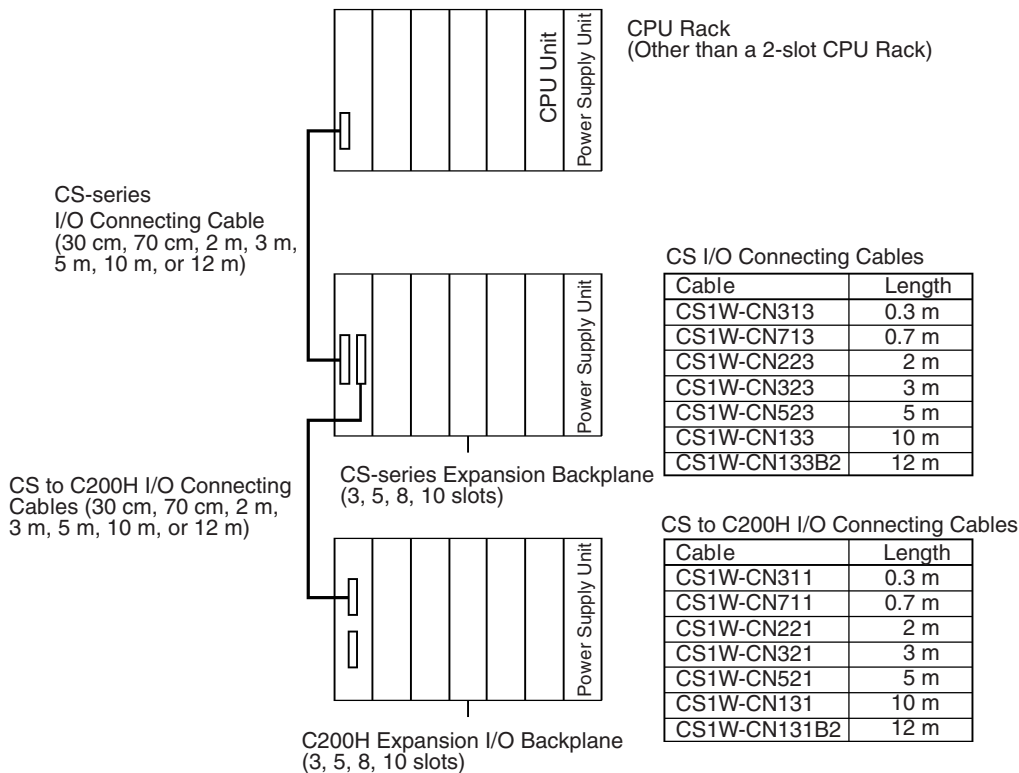 CPU Rack
(Other than a 2-slot CPU Rack)
CPU Unit
Power Supply Unit
CS-series
I/O Connecting Cable
(30 cm, 70 cm, 2 m, 3 m,
5 m, 10 m, or 12 m)
Power Supply Unit
CS I/O Connecting Cables
Cable Length
CS1W-CN313 0.3 m
CS1W-CN713 0.7 m
CS1W-CN223 2 m
CS1W-CN323 3 m
CS1W-CN523 5 m
CS1W-CN133 10 m
CS1W-CN133B2 12 m
CS-series Expansion Backplane
(3, 5, 8, 10 slots)
CS to C200H I/O Connecting
Cables (30 cm, 70 cm, 2 m,
3 m, 5 m, 10 m, or 12 m)
Power Supply Unit
CS to C200H I/O Connecting Cables
Cable Length
CS1W-CN311 0.3 m
CS1W-CN711 0.7 m
CS1W-CN221 2 m
CS1W-CN321 3 m
CS1W-CN521 5 m
CS1W-CN131 10 m
CS1W-CN131B2 12 m
C200H Expansion I/O Backplane
(3, 5, 8, 10 slots)